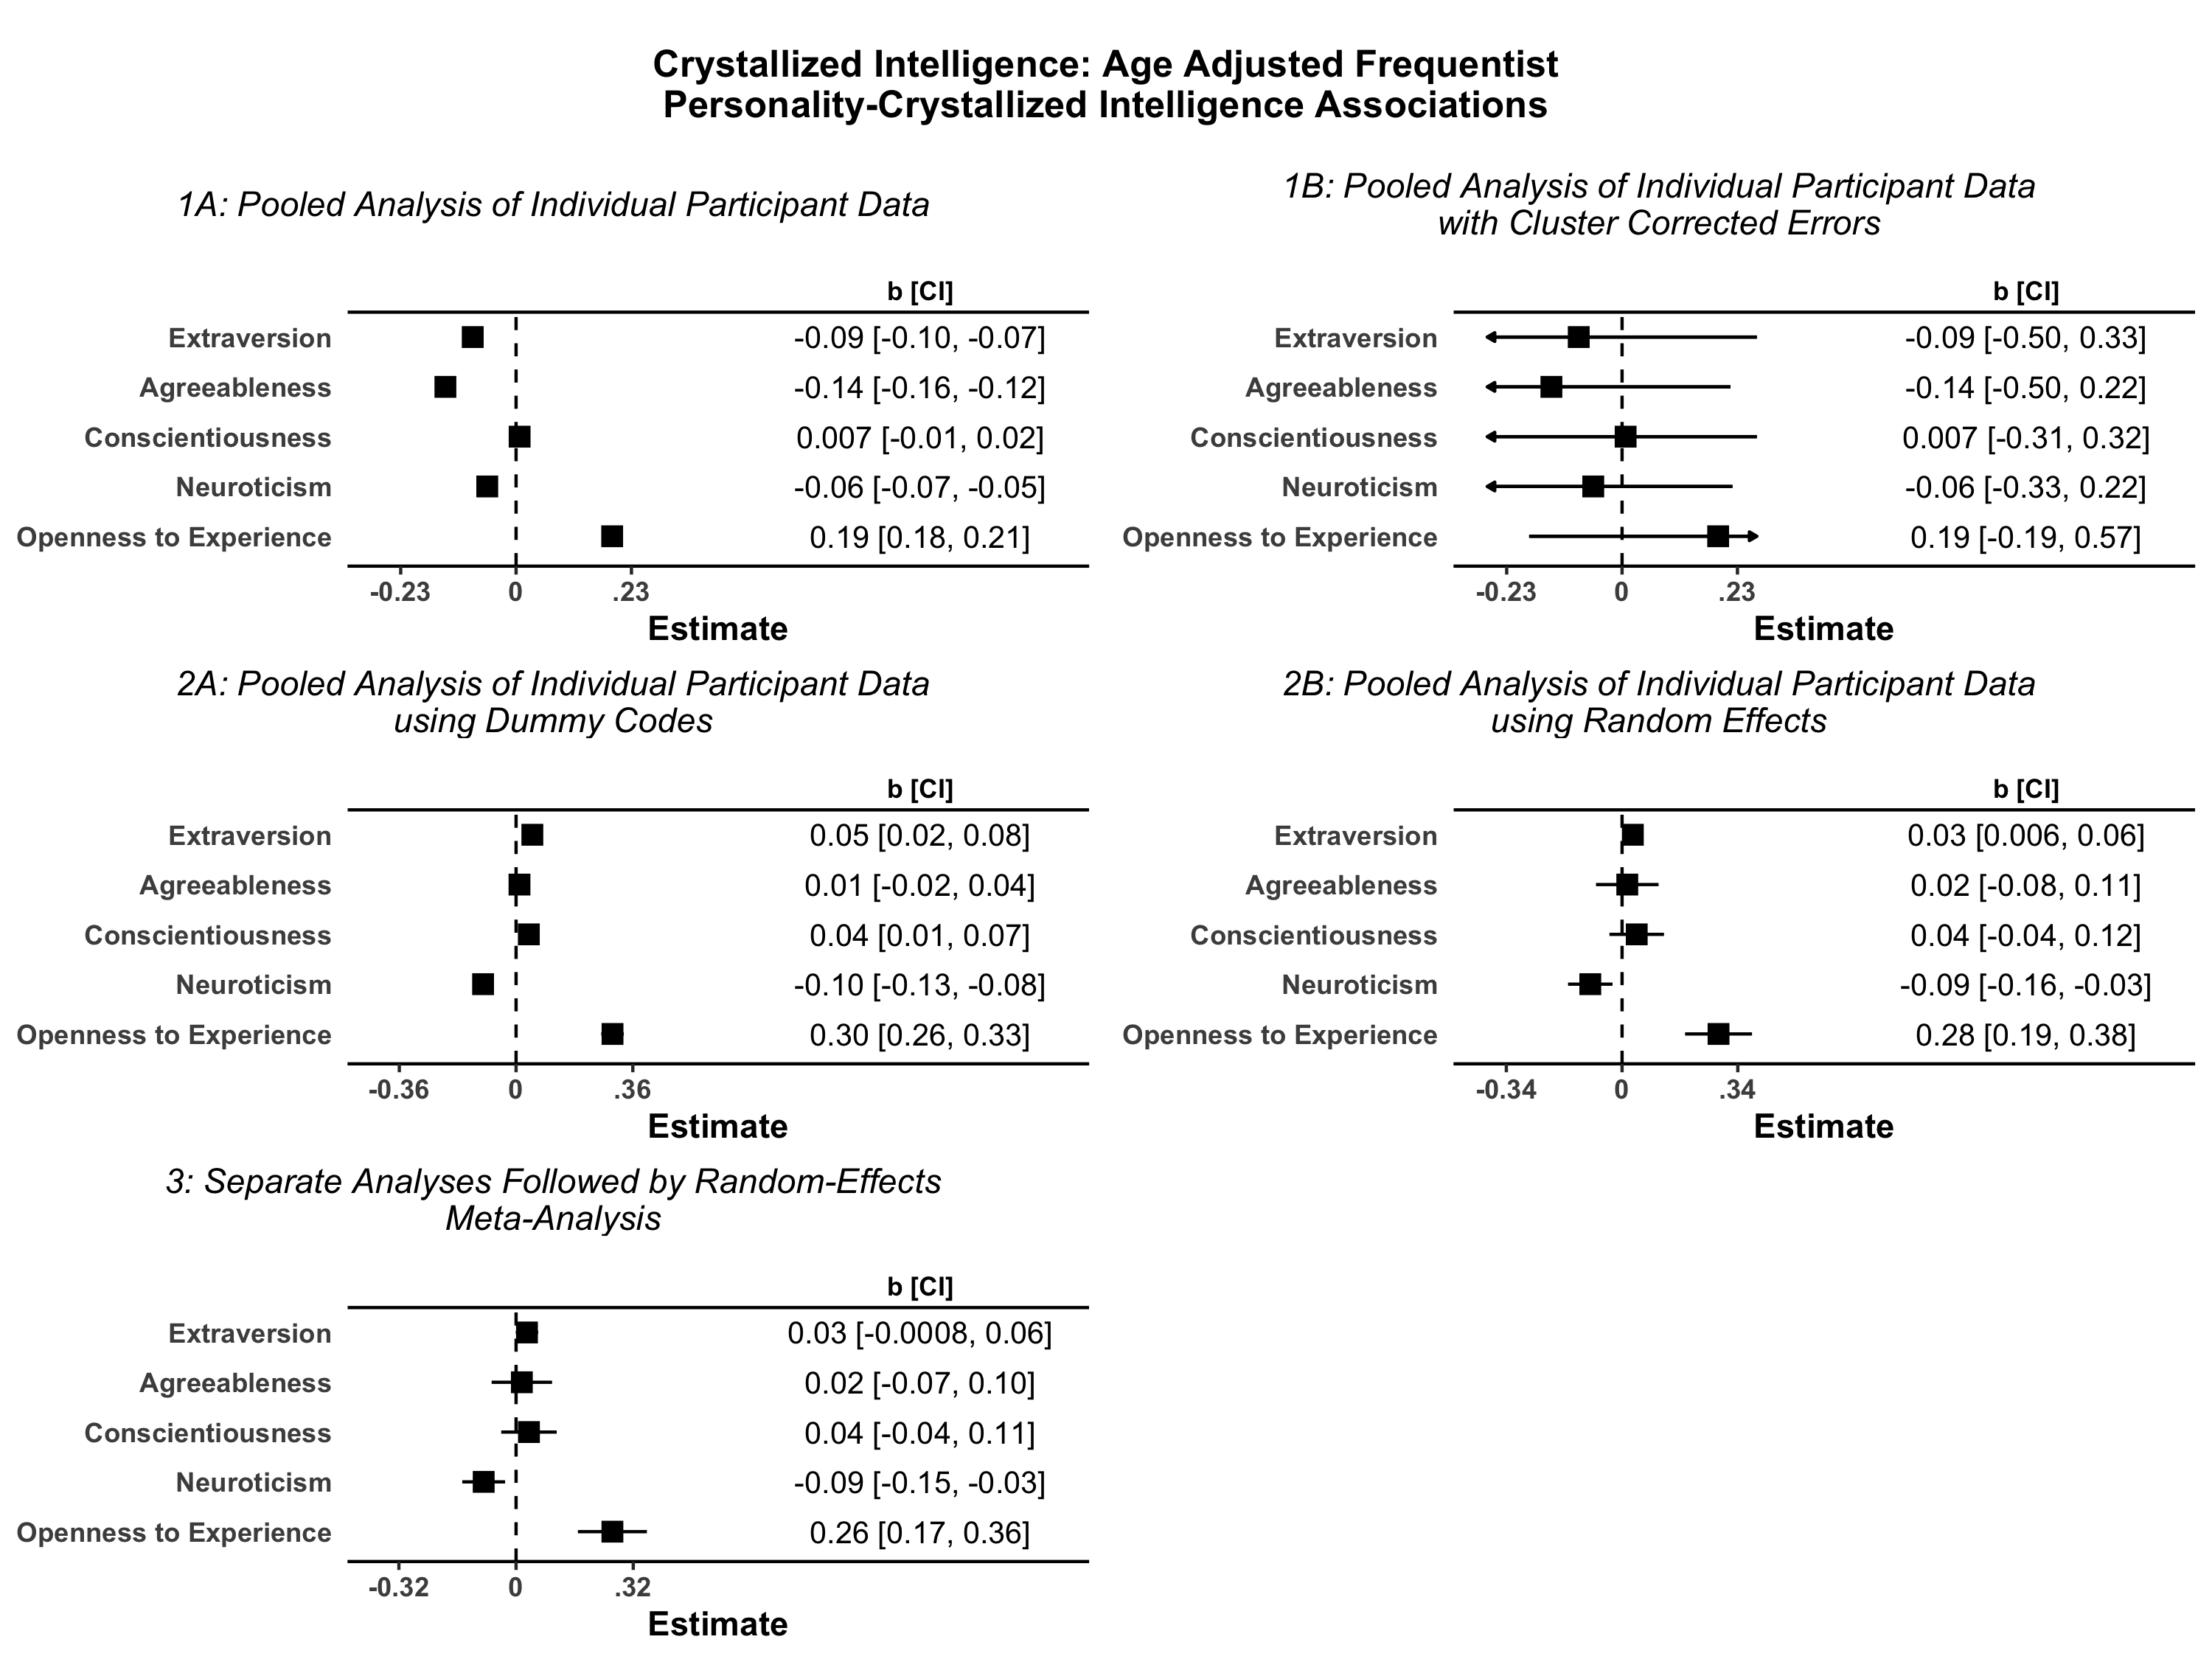 Crystallized Intelligence: Age Adjusted Frequentist
Personality-Crystallized Intelligence Associations
1A: Pooled Analysis of Individual Participant Data
b [CI]
Extraversion -0.09 [-0.10, -0.07]
Agreeableness -0.14 [-0.16, -0.12]
Conscientiousness 0.007 [-0.01, 0.02]
Neuroticism -0.06 [-0.07, -0.05]
Openness to Experience 0.19 [0.18, 0.21]
-0.23 0 .23
Estimate
1B: Pooled Analysis of Individual Participant Data
with Cluster Corrected Errors
b [CI]
Extraversion -0.09 [-0.50, 0.33]
Agreeableness -0.14 [-0.50, 0.22]
Conscientiousness 0.007 [-0.31, 0.32]
Neuroticism -0.06 [-0.33, 0.22]
Openness to Experience 0.19 [-0.19, 0.57]
-0.23 0 .23
Estimate
2A: Pooled Analysis of Individual Participant Data
using Dummy Codes
b [CI]
Extraversion 0.05 [0.02, 0.08]
Agreeableness 0.01 [-0.02, 0.04]
Conscientiousness 0.04 [0.01, 0.07]
Neuroticism -0.10 [-0.13, -0.08]
Openness to Experience 0.30 [0.26, 0.33]
-0.36 0 .36
Estimate
2B: Pooled Analysis of Individual Participant Data
using Random Effects
b [CI]
Extraversion 0.03 [0.006, 0.06]
Agreeableness 0.02 [-0.08, 0.11]
Conscientiousness 0.04 [-0.04, 0.12]
Neuroticism -0.09 [-0.16, -0.03]
Openness to Experience 0.28 [0.19, 0.38]
-0.34 0 .34
Estimate
3: Separate Analyses Followed by Random-Effects
Meta-Analysis
b [CI]
Extraversion 0.03 [-0.0008, 0.06]
Agreeableness 0.02 [-0.07, 0.10]
Conscientiousness 0.04 [-0.04, 0.11]
Neuroticism -0.09 [-0.15, -0.03]
Openness to Experience 0.26 [0.17, 0.36]
-0.32 0 .32
Estimate